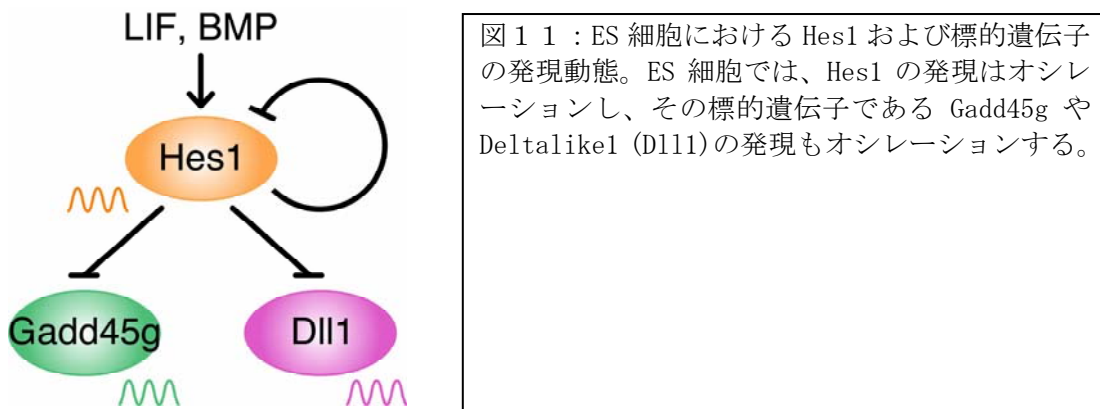 LIF, BMP
Hes1
Gadd45g
Dll1
図１１：ES 細胞における Hes1 および標的遺伝子
の発現動態。ES 細胞では、Hes1 の発現はオシレ
ーションし、その標的遺伝子である Gadd45g や
Deltalike1 (Dll1)の発現もオシレーションする。